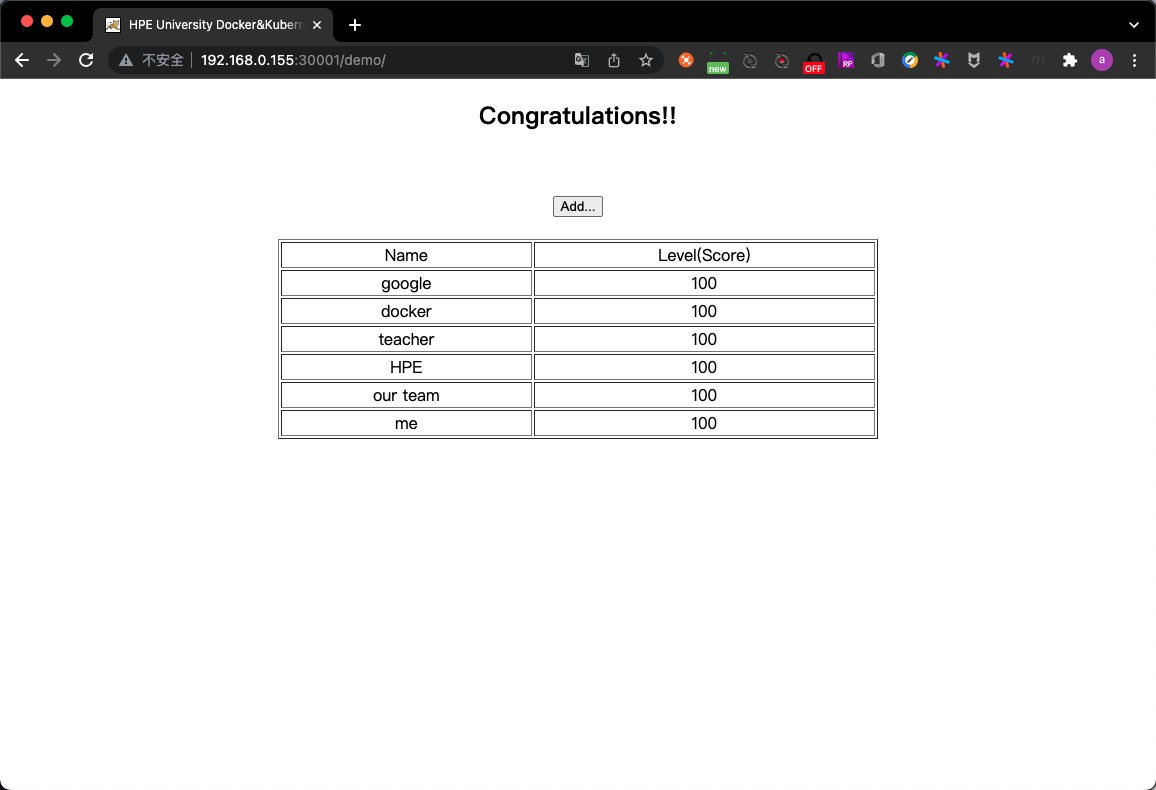 HPE University Docker&Kubern
不安全 192.168.0.155:30001/demo/
new
OFF
RP
a
Congratulations!!
Add...
Name Level(Score)
google 100
docker 100
teacher 100
HPE 100
our team 100
me 100